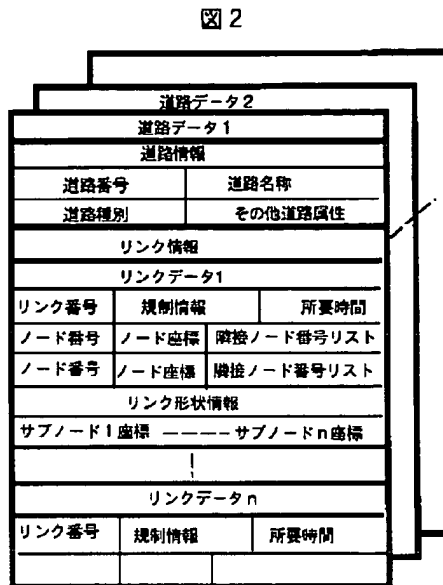 図2
道路データ2
道路データ1
道路情報
道路番号 道路名称
道路種別 その他道路属性
リンク情報
リンクデータ1
リンク番号 規制情報 所要時間
ノード番号 ノード座標 隣接ノード番号リスト
ノード番号 ノード座標 隣接ノード番号リスト
リンク形状情報
サブノード1座標 ————サブノードn座標
リンクデータn
リンク番号 規制情報 所要時間